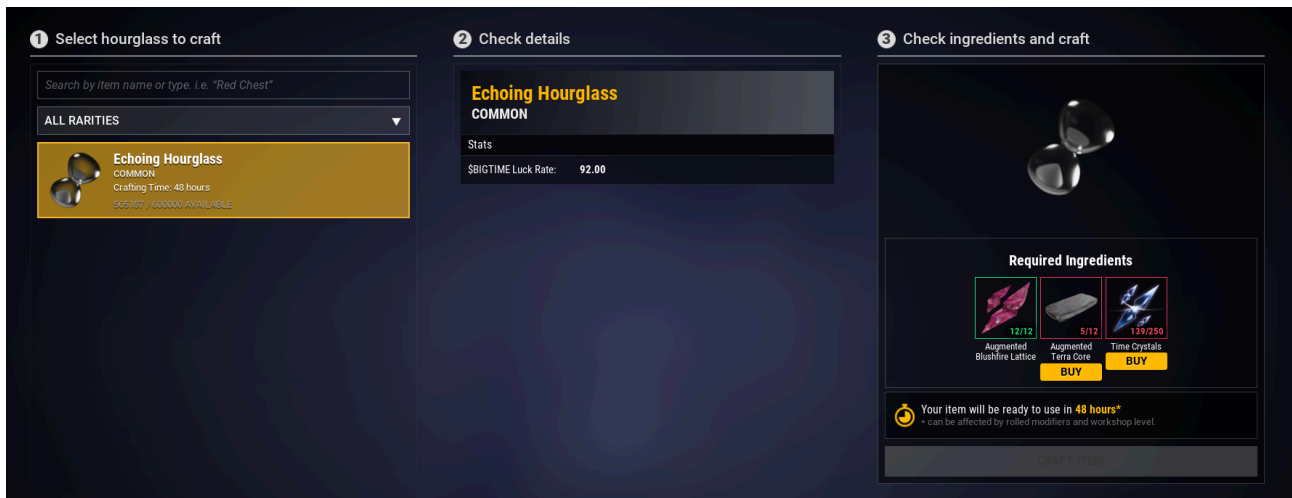 1 Select hourglass to craft
Search by item name or type. i.e. "Red Chest"
ALL RARITIES
Echoing Hourglass
COMMON
Crafting Time: 48 hours
565187 / 600000 AVAILABLE
2 Check details
Echoing Hourglass
COMMON
Stats
$BIGTIME Luck Rate: 92.00
3 Check ingredients and craft
Required Ingredients
12/12 5/12 139/250
Augmented Augmented Time Crystals
Blushfire Lattice Terra Core BUY
BUY
Your item will be ready to use in 48 hours*
* can be affected by rolled modifiers and workshop level.
CRAFT ITEM